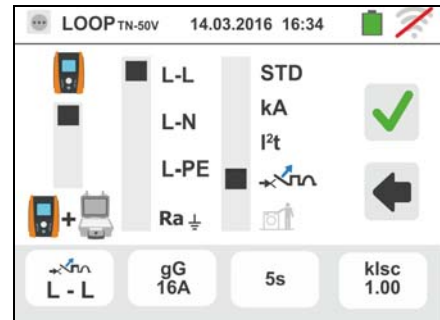 LOOP TN-50V 14.03.2016 16:34
L-L STD
L-N kA
I²t
L-PE
Ra
L - L
gG
16A
5s
kIsc
1.00